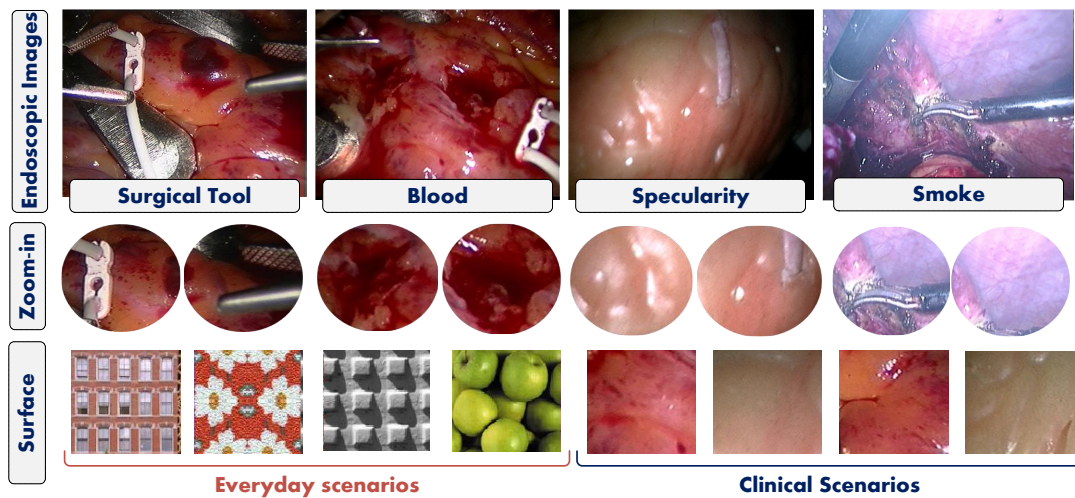 Endoscopic Images
Surgical Tool
Blood
Specularity
Smoke
Zoom-in
Surface
Everyday scenarios
Clinical Scenarios